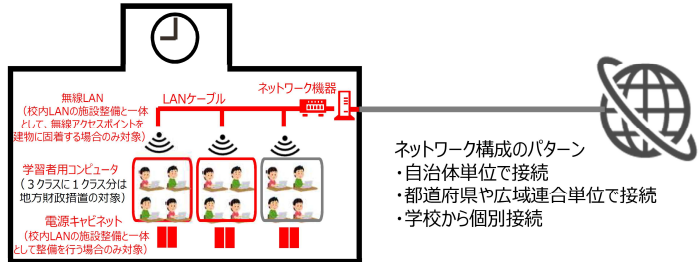 ネットワーク機器
無線LAN
LANケーブル
（校内LANの施設整備と一体
として、無線アクセスポイントを
建物に固着する場合のみ対象）
学習者用コンピュータ
（３クラスに１クラス分は
地方財政措置の対象）
電源キャビネット
（校内LANの施設整備と一体
として整備を行う場合のみ対象）
ネットワーク構成のパターン
・自治体単位で接続
・都道府県や広域連合単位で接続
・学校から個別接続